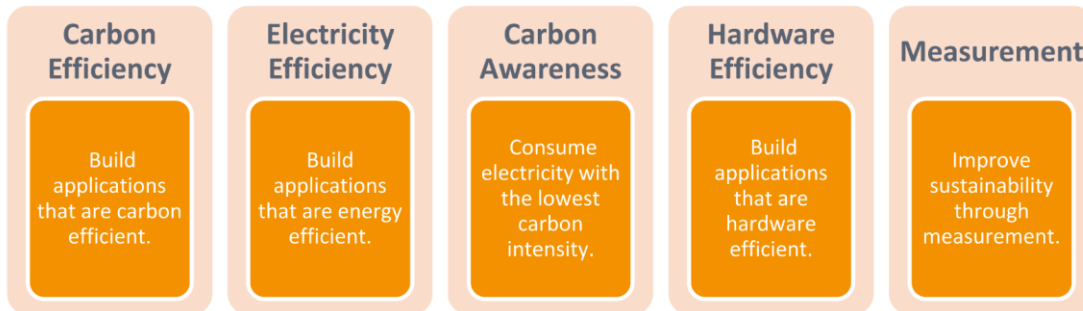 Carbon
Efficiency
Build
applications
that are carbon
efficient.
Electricity
Efficiency
Build
applications
that are energy
efficient.
Carbon
Awareness
Consume
electricity with
the lowest
carbon
intensity.
Hardware
Efficiency
Build
applications
that are
hardware
efficient.
Measurement
Improve
sustainability
through
measurement.